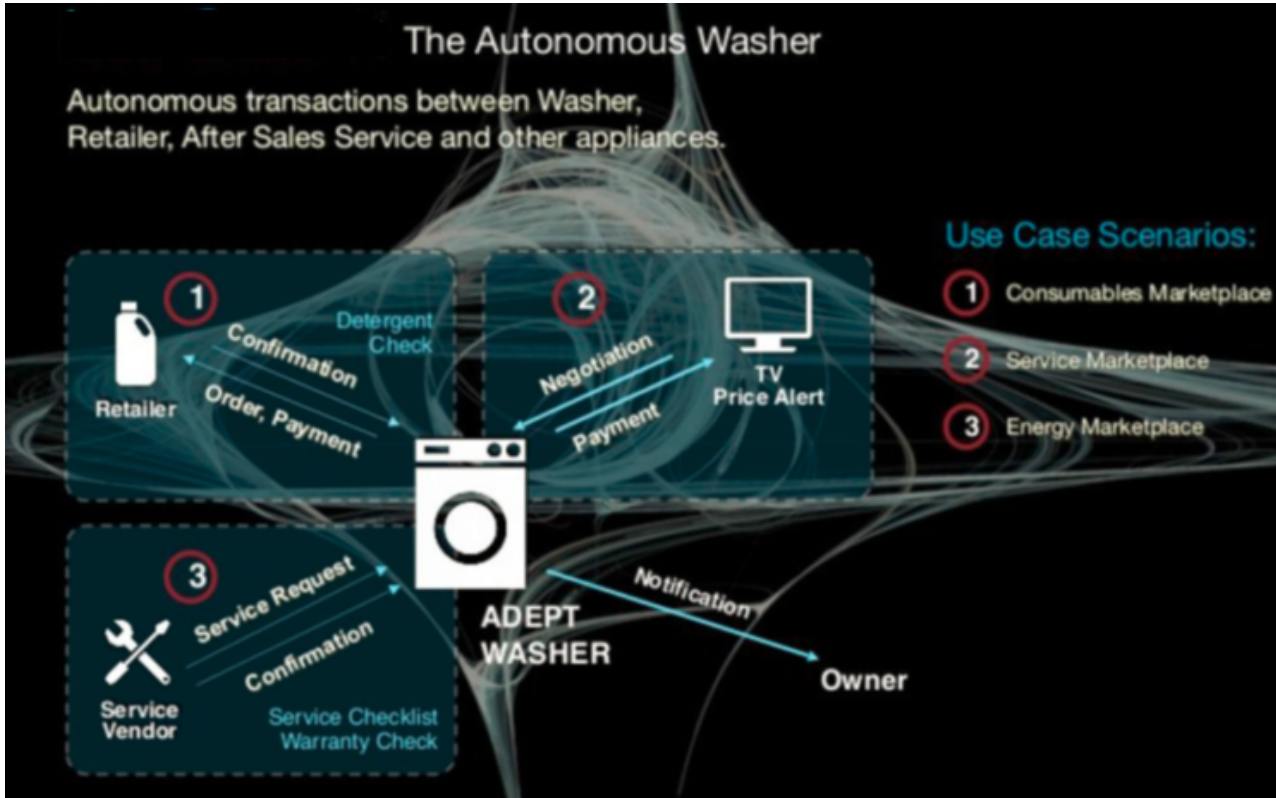 The Autonomous Washer
Autonomous transactions between Washer,
Retailer, After Sales Service and other appliances.
Use Case Scenarios:
1 Consumables Marketplace
2 Service Marketplace
3 Energy Marketplace
1
Detergent
Check
Confirmation
Order, Payment
Retailer
2
Negotiation
Payment
TV
Price Alert
3
Service Request
Confirmation
Service
Vendor
Service Checklist
Warranty Check
ADEPT
WASHER
Notification
Owner